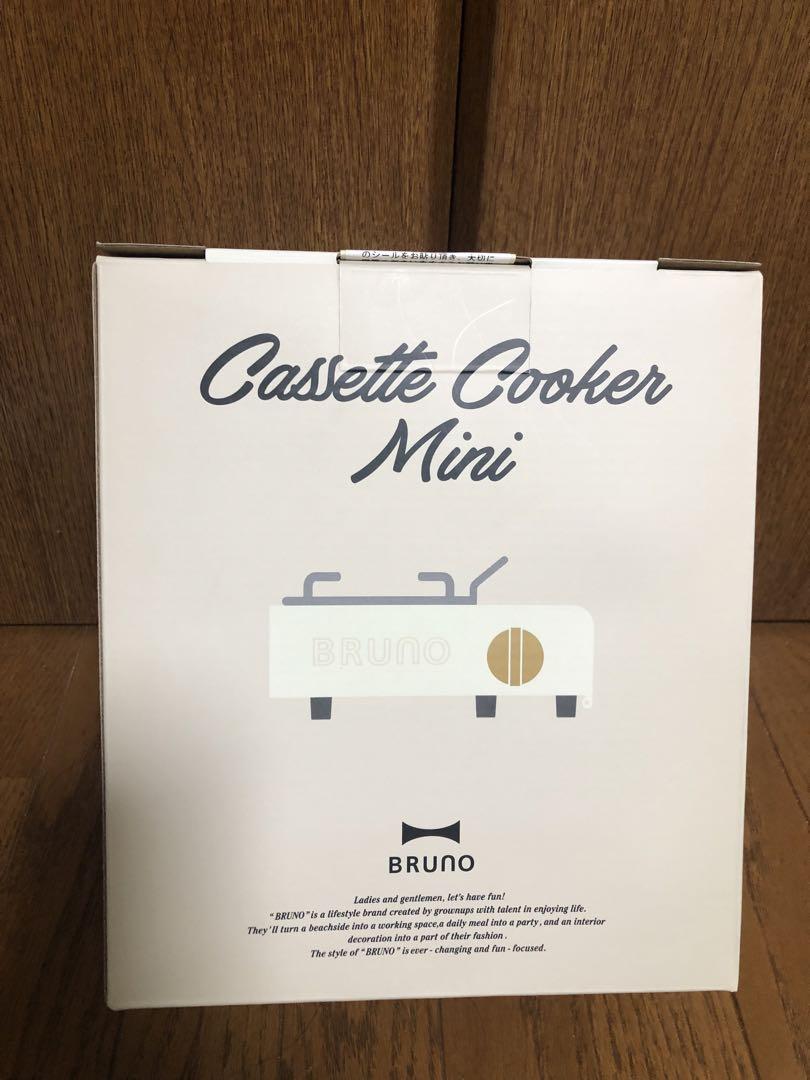 のシールをお貼り頂き、大切に
Cassette Cooker
Mini
BRUNO
BRUNO
Ladies and gentlemen, let's have fun!
"BRUNO" is a lifestyle brand created by grownups with talent in enjoying life.
They'll turn a beachside into a working space,a daily meal into a party, and an interior
decoration into a part of their fashion.
The style of "BRUNO" is ever - changing and fun - focused.